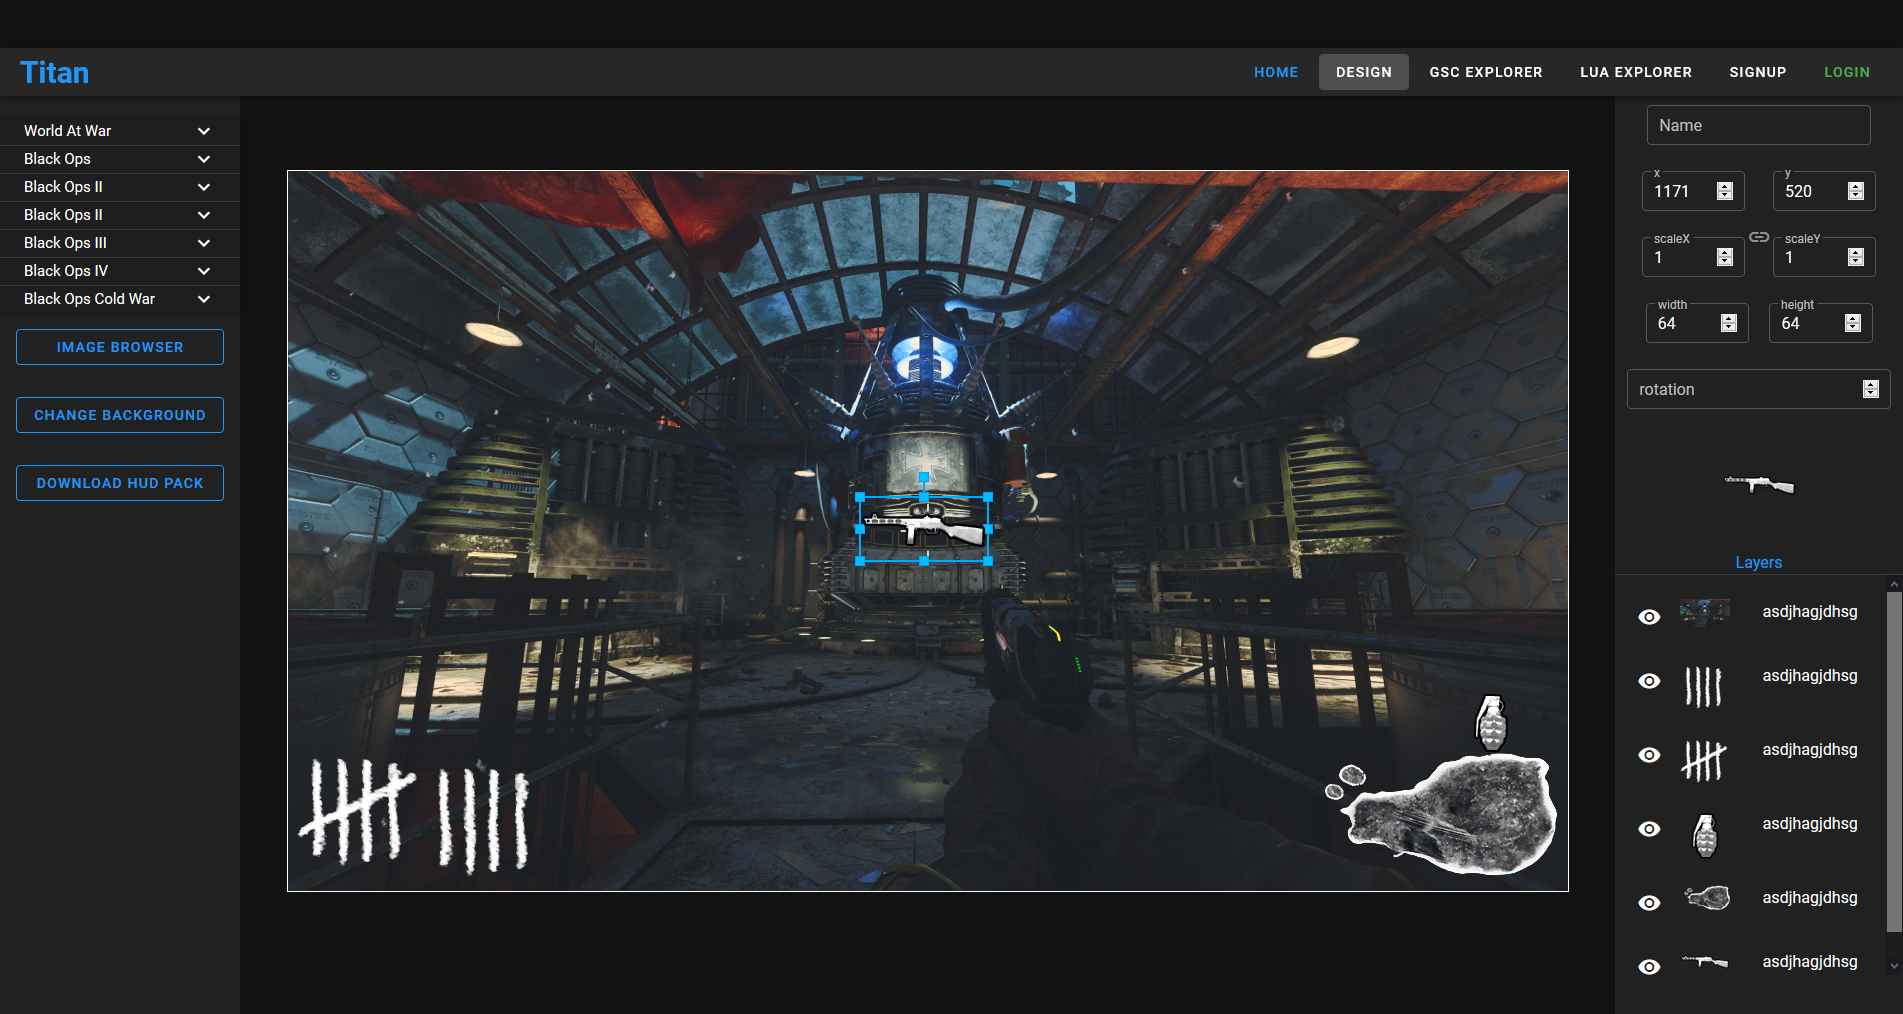 Titan
HOME
DESIGN
GSC EXPLORER
LUA EXPLORER
SIGNUP
LOGIN
World At War
Black Ops
Black Ops II
Black Ops II
Black Ops III
Black Ops IV
Black Ops Cold War
IMAGE BROWSER
CHANGE BACKGROUND
DOWNLOAD HUD PACK
Name
x
1171
y
520
scaleX
1
scaleY
1
width
64
height
64
rotation
Layers
asdjhagjdhsg
asdjhagjdhsg
asdjhagjdhsg
asdjhagjdhsg
asdjhagjdhsg
asdjhagjdhsg